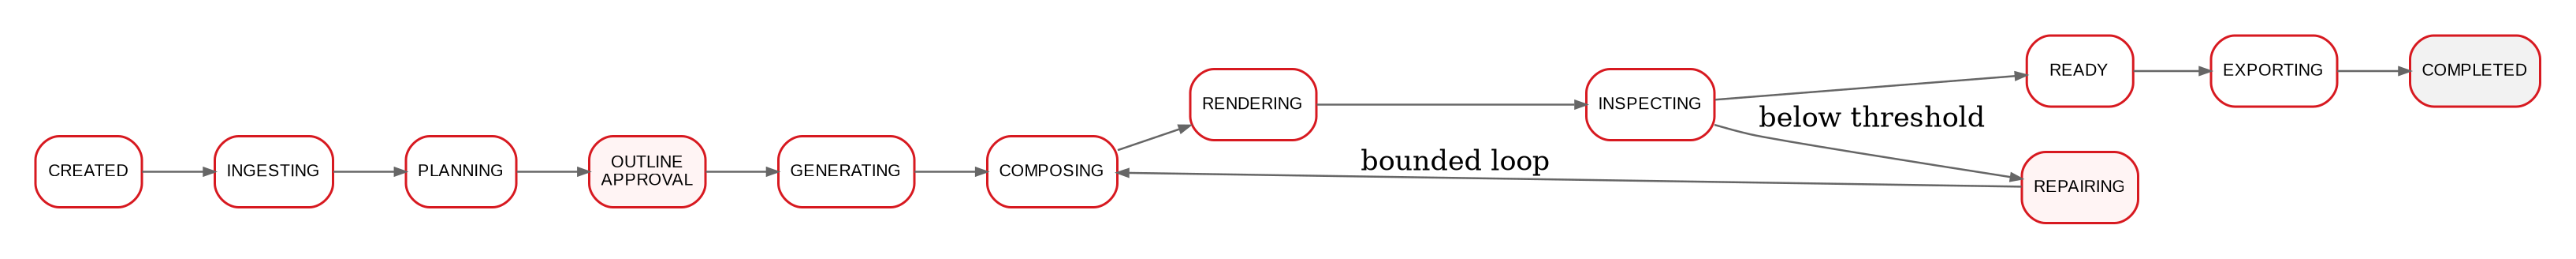 CREATED
INGESTING
PLANNING
OUTLINE
APPROVAL
GENERATING
COMPOSING
RENDERING
bounded loop
INSPECTING
below threshold
READY
EXPORTING
COMPLETED
REPAIRING